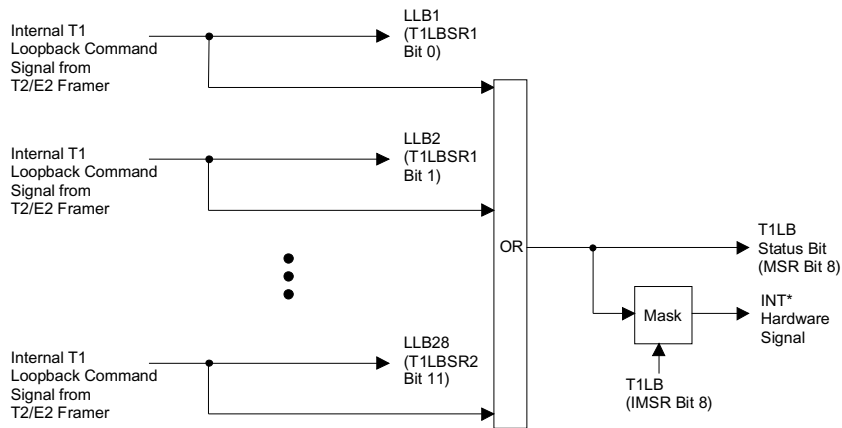 Internal T1
Loopback Command
Signal from
T2/E2 Framer
LLB1
(T1LBSR1
Bit 0)
Internal T1
Loopback Command
Signal from
T2/E2 Framer
LLB2
(T1LBSR1
Bit 1)
OR
T1LB
Status Bit
(MSR Bit 8)
Mask
INT*
Hardware
Signal
T1LB
(IMSR Bit 8)
Internal T1
Loopback Command
Signal from
T2/E2 Framer
LLB28
(T1LBSR2
Bit 11)